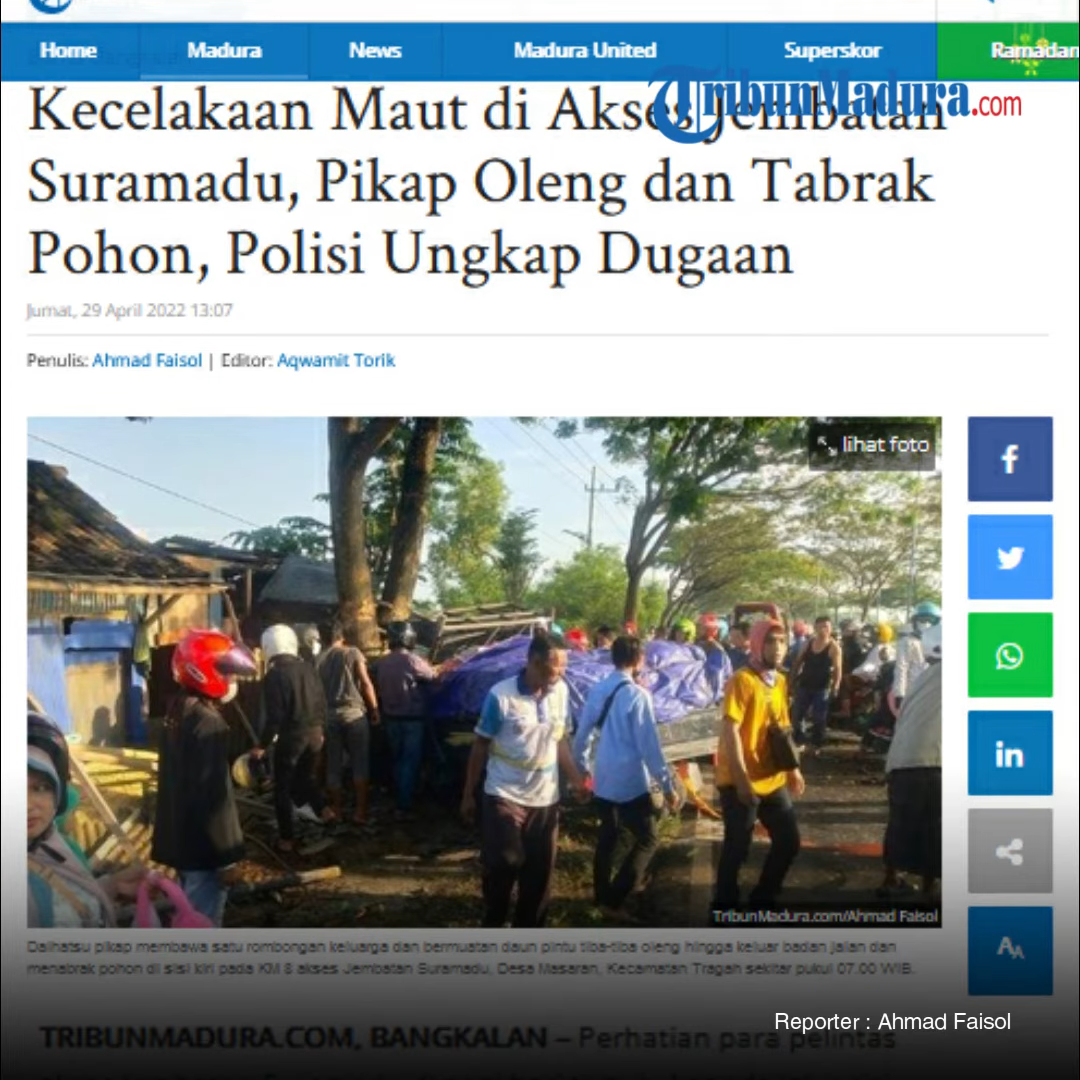 Home Madura News Madura United Superskor Ramadan
TribunMadura.com
Kecelakaan Maut di Akses Jembatan
Suramadu, Pikap Oleng dan Tabrak
Pohon, Polisi Ungkap Dugaan
Jumat, 29 April 2022 13:07
Penulis: Ahmad Faisol | Editor: Aqwamit Torik
lihat foto
TribunMadura.com/Ahmad Faisol
Daihatsu pikap membawa satu rombongan keluarga dan bermuatan daun pintu tiba-tiba oleng hingga keluar badan jalan dan
menabrak pohon di sisi kiri pada KM 8 akses Jembatan Suramadu, Desa Masaran, Kecamatan Tragah sekitar pukul 07.00 WIB.
Reporter : Ahmad Faisol
TRIBUNMADURA.COM, BANGKALAN – Perhatian para pelintas